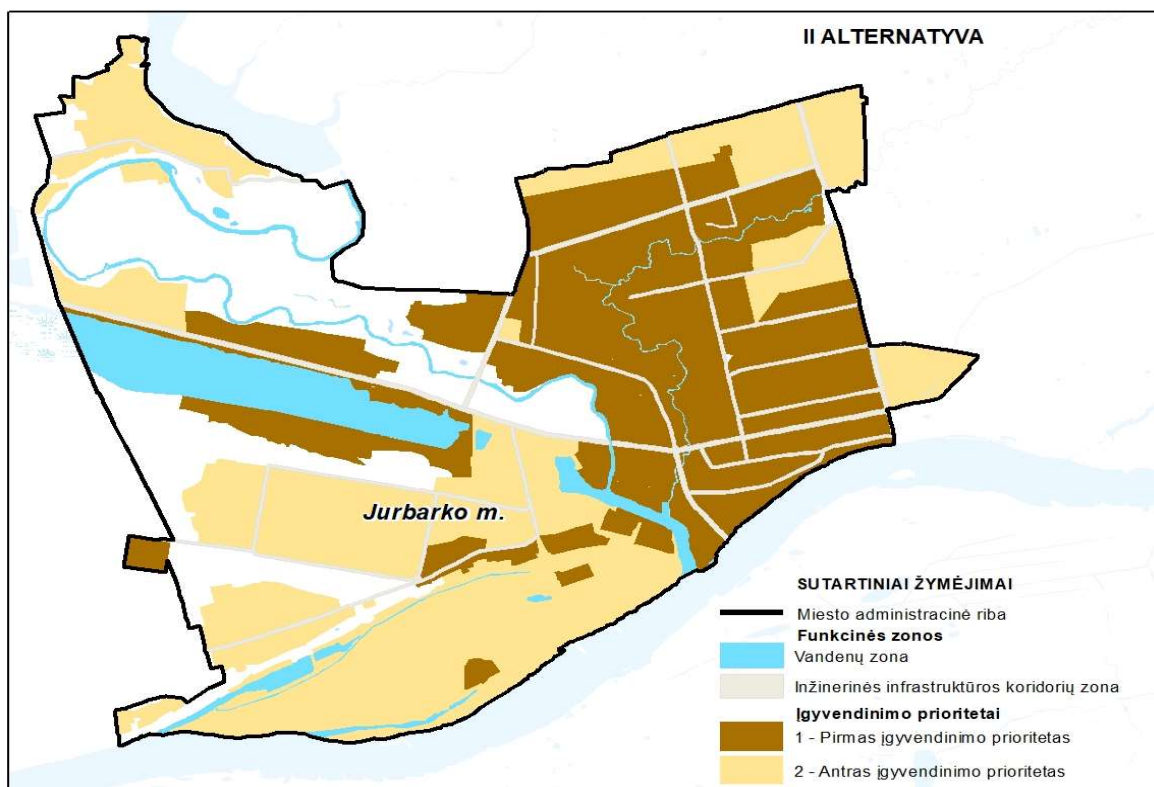 II ALTERNATYVA
Jurbarko m.
SUTARTINIAI ŽYMĖJIMAI
Miesto administracinė riba
Funkcinės zonos
Vandenų zona
Inžinerinės infrastruktūros koridorių zona
Įgyvendinimo prioritetai
1 - Pirmas įgyvendinimo prioritetas
2 - Antras įgyvendinimo prioritetas